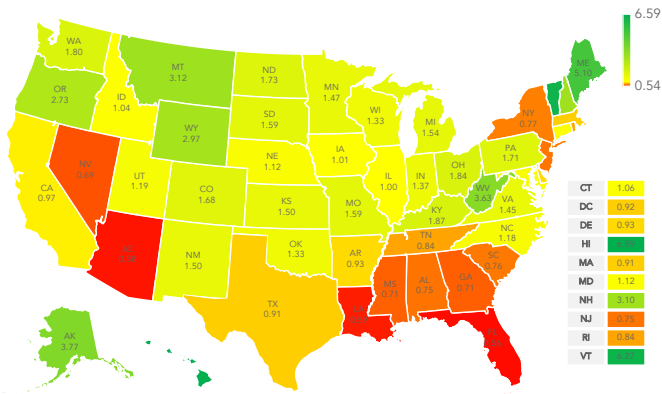 6.59
0.54
WA
1.80
MT
3.12
ND
1.73
MN
1.47
ME
5.10
OR
2.73
ID
1.04
WY
2.97
SD
1.59
WI
1.33
MI
1.54
NY
0.77
NV
0.69
NE
1.12
IA
1.01
PA
1.71
UT
1.19
CO
1.68
IL
1.00
IN
1.37
OH
1.84
CA
0.97
KS
1.50
MO
1.59
WV
3.63
VA
1.45
KY
1.87
NC
1.18
NM
1.50
OK
1.33
TN
0.84
AR
0.93
SC
0.76
MS
AL
0.75
GA
0.71
TX
0.91
AK
3.77
CT 1.06
DC 0.92
DE 0.93
HI
MA 0.91
MD 1.12
NH 3.10
NJ 0.75
RI 0.84
VT